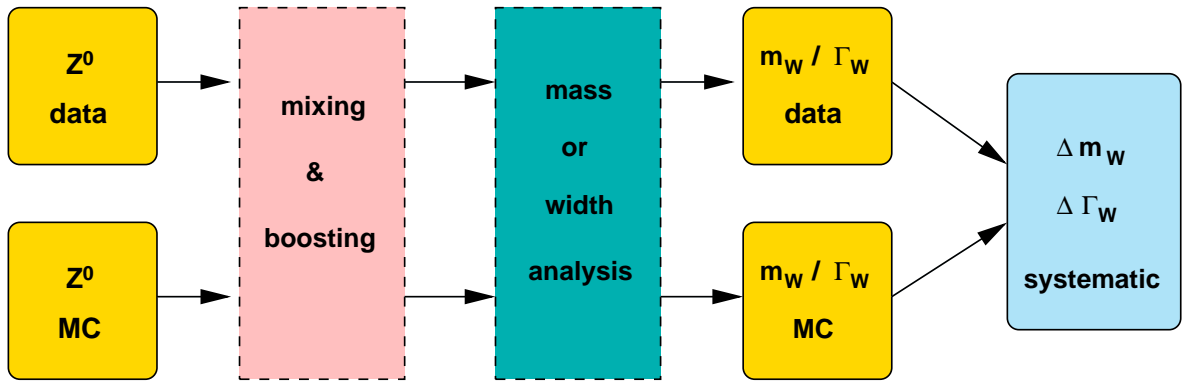 Z⁰
data
Z⁰
MC
mixing
&
boosting
mass
or
width
analysis
m_W / Γ_W
data
m_W / Γ_W
MC
Δ m_W
Δ Γ_W
systematic